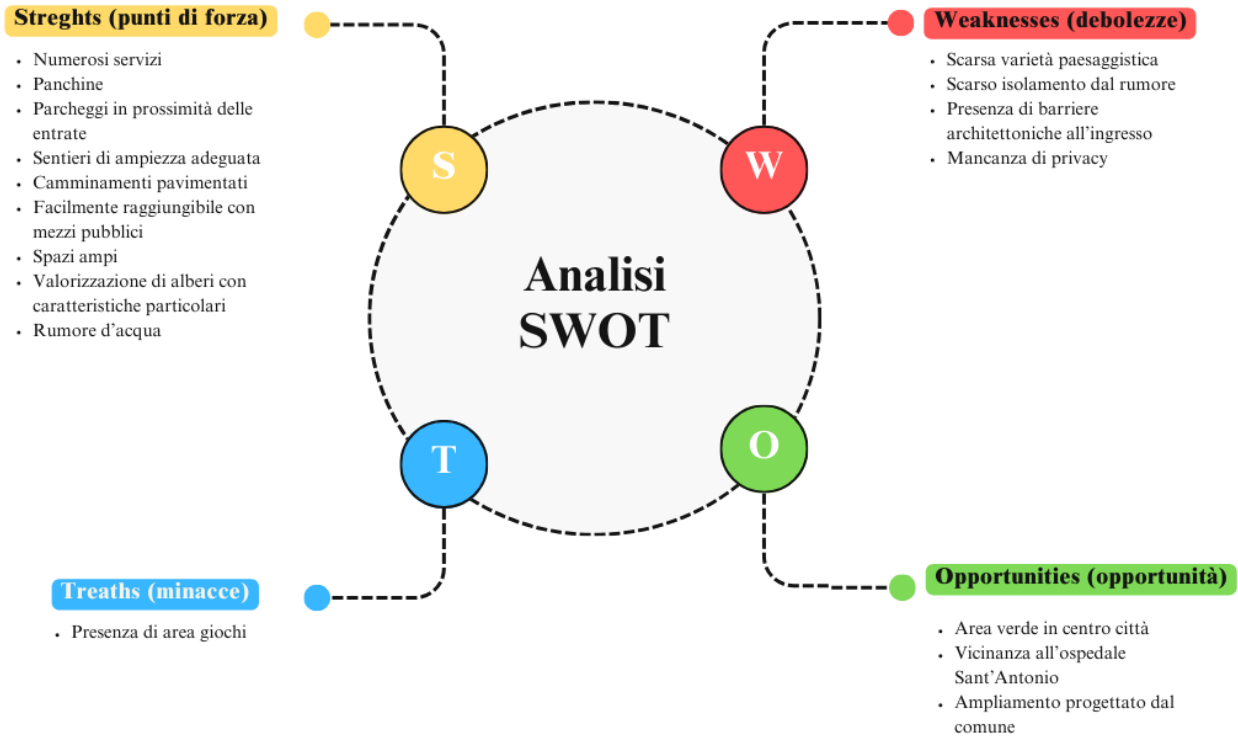 Streghts (punti di forza)
Numerosi servizi
Panchine
Parcheggi in prossimità delle
entrate
Sentieri di ampiezza adeguata
Camminamenti pavimentati
Facilmente raggiungibile con
mezzi pubblici
Spazi ampi
Valorizzazione di alberi con
caratteristiche particolari
Rumore d'acqua
Weaknesses (debolezze)
Scarsa varietà paesaggistica
Scarso isolamento dal rumore
Presenza di barriere
architettoniche all'ingresso
Mancanza di privacy
S
W
Analisi
SWOT
T
O
Treaths (minacce)
Presenza di area giochi
Opportunities (opportunità)
Area verde in centro città
Vicinanza all'ospedale
Sant'Antonio
Ampliamento progettato dal
comune